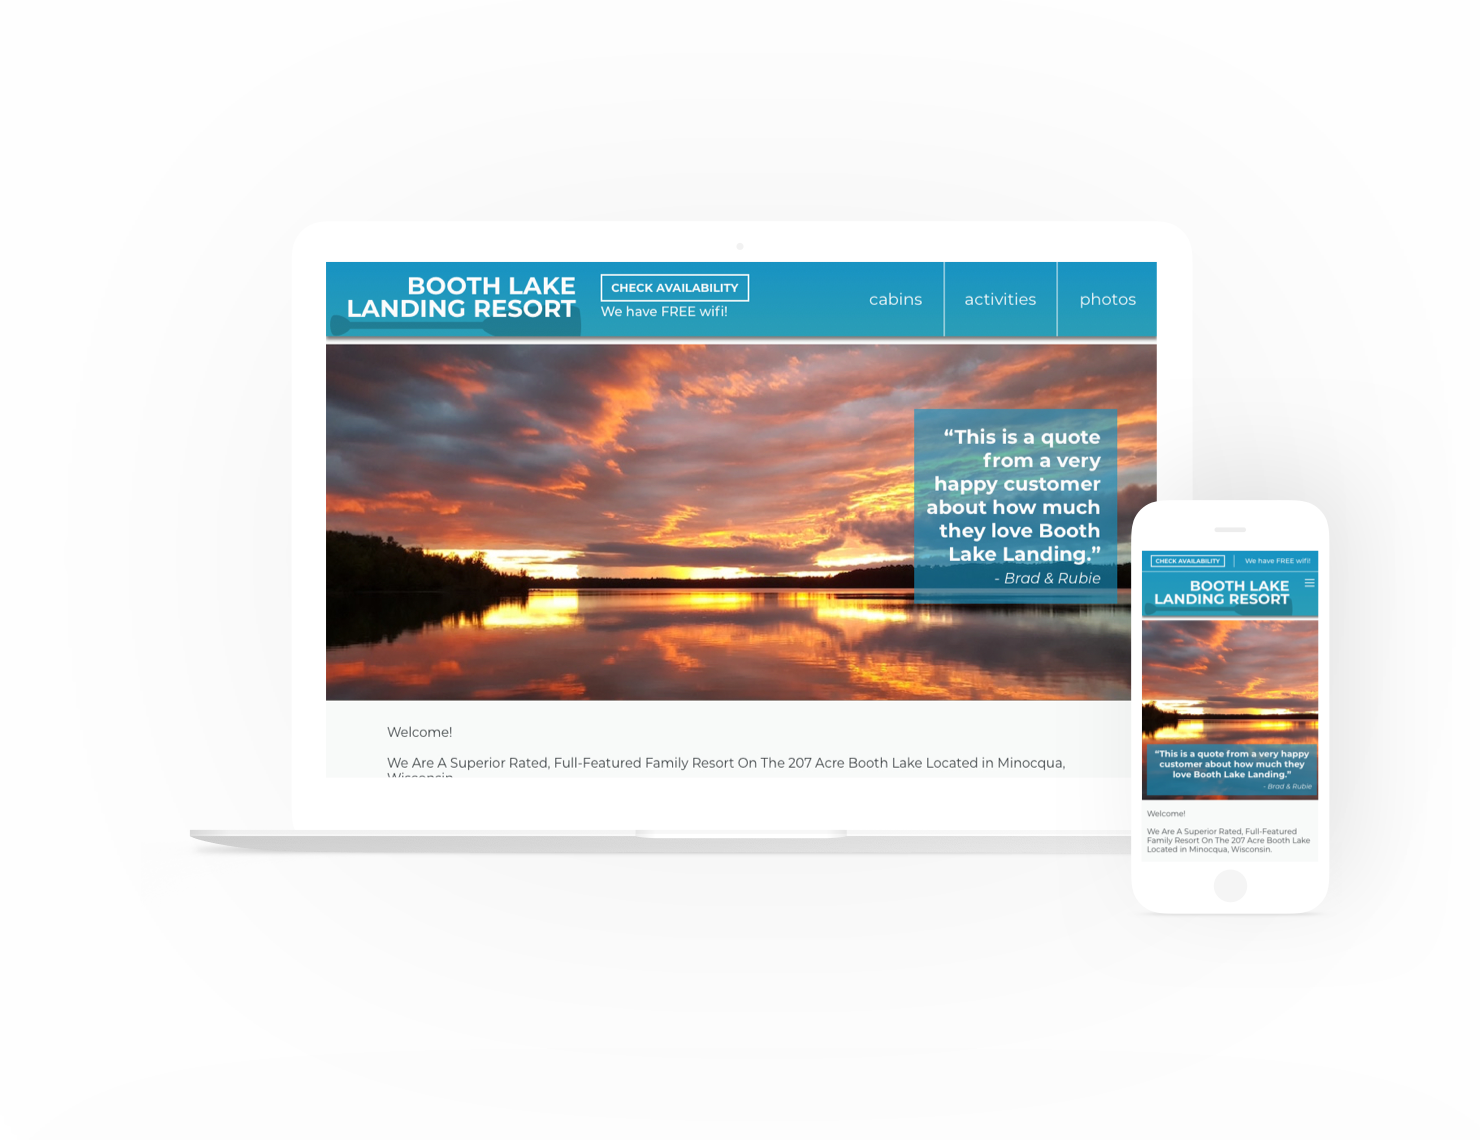 BOOTH LAKE
LANDING RESORT
CHECK AVAILABILITY
We have FREE wifi!
cabins
activities
photos
“This is a quote
from a very
happy customer
about how much
they love Booth
Lake Landing.”
- Brad & Rubie
Welcome!
We Are A Superior Rated, Full-Featured Family Resort On The 207 Acre Booth Lake Located in Minocqua,
Wisconsin
CHECK AVAILABILITY
We have FREE wifi!
BOOTH LAKE
LANDING RESORT
“This is a quote from a very happy
customer about how much they
love Booth Lake Landing.”
- Brad & Rubie
Welcome!
We Are A Superior Rated, Full-Featured
Family Resort On The 207 Acre Booth Lake
Located in Minocqua, Wisconsin.